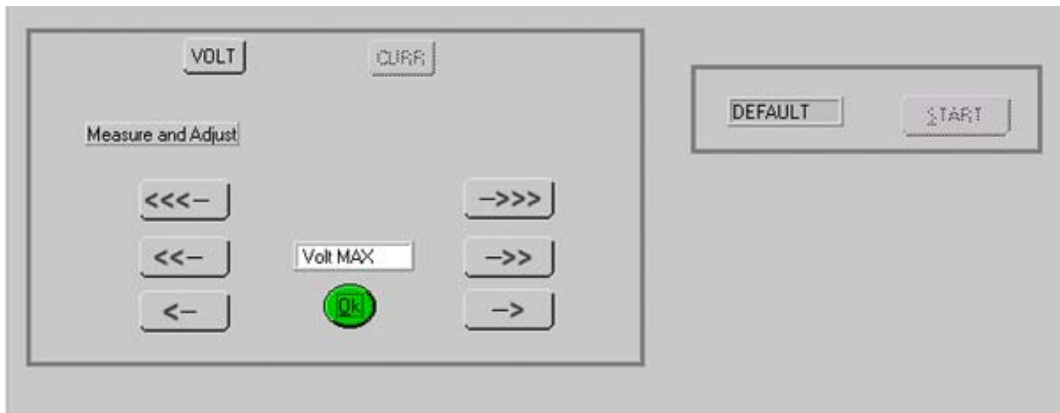 VOLT CURR
DEFAULT START
Measure and Adjust
<<<– –>>>
<<– Volt MAX –>>
<– Ok –>